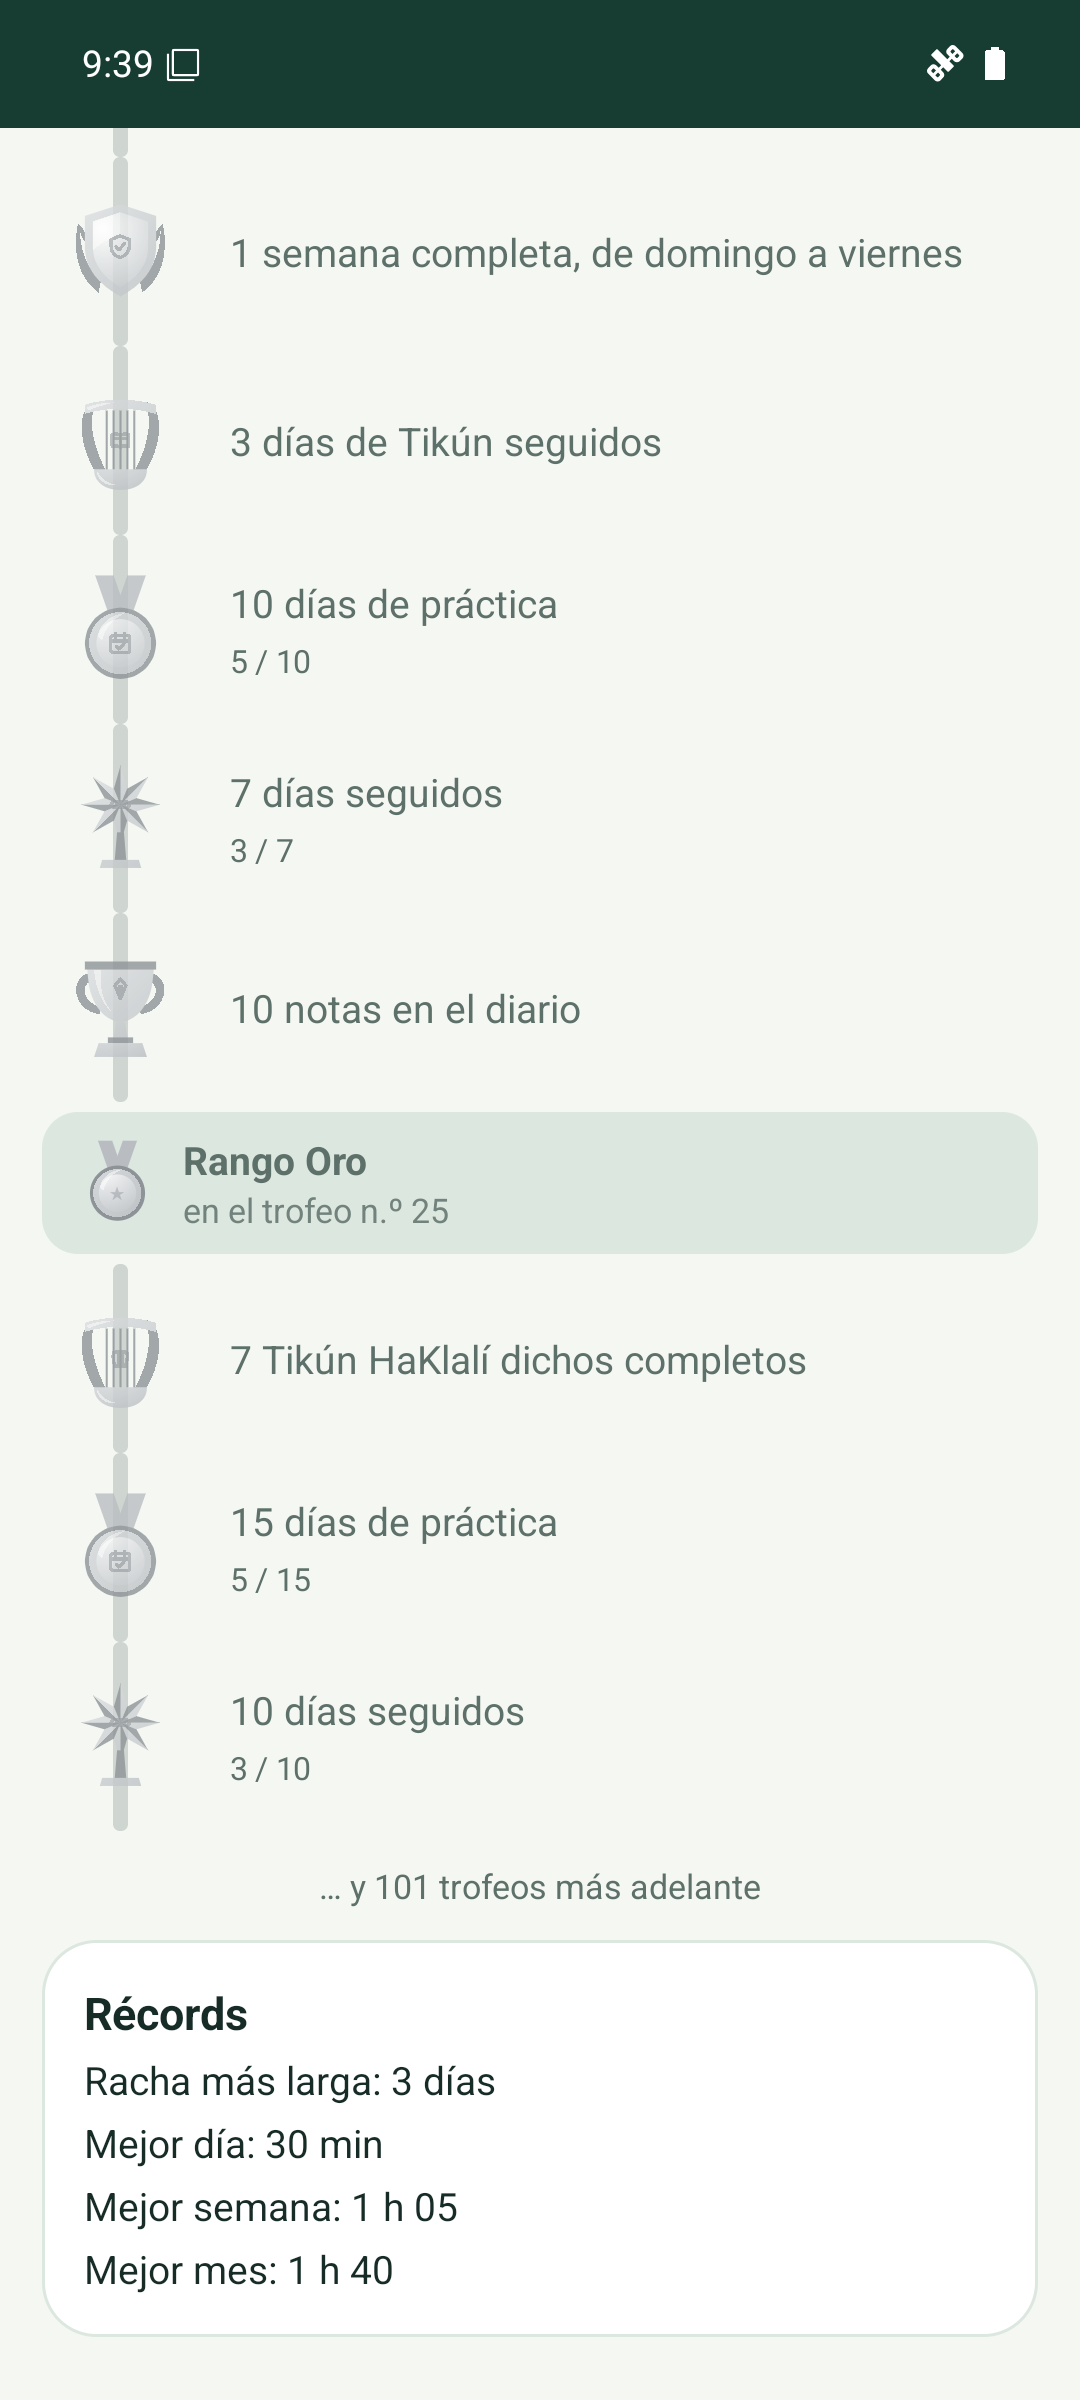 9:39
1 semana completa, de domingo a viernes
3 días de Tikún seguidos
10 días de práctica
5 / 10
7 días seguidos
3 / 7
10 notas en el diario
Rango Oro
en el trofeo n.º 25
7 Tikún HaKlalí dichos completos
15 días de práctica
5 / 15
10 días seguidos
3 / 10
… y 101 trofeos más adelante
Récords
Racha más larga: 3 días
Mejor día: 30 min
Mejor semana: 1 h 05
Mejor mes: 1 h 40